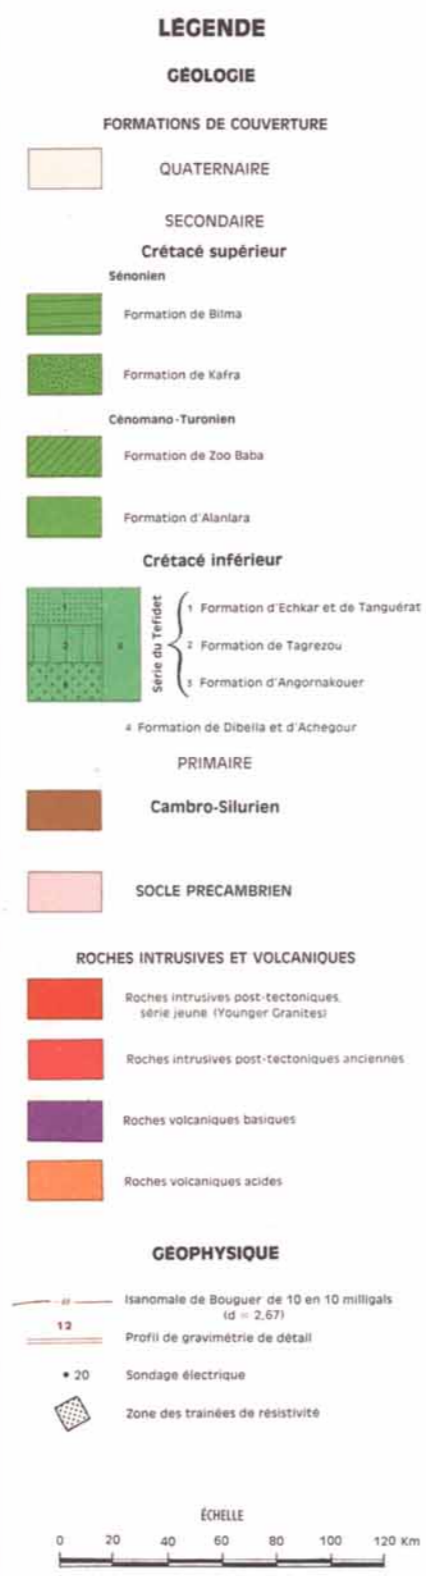 LÉGENDE
GÉOLOGIE
FORMATIONS DE COUVERTURE
QUATERNAIRE
SECONDAIRE
Crétacé supérieur
Sénonien
Formation de Bilma
Formation de Kafra
Cénomano-Turonien
Formation de Zoo Baba
Formation d'Alanlara
Crétacé inférieur
Série du Tefidet
1 Formation d'Echkar et de Tanguérat
2 Formation de Tagrezou
3 Formation d'Angornakouer
4 Formation de Dibella et d'Achegour
PRIMAIRE
Cambro-Silurien
SOCLE PRÉCAMBRIEN
ROCHES INTRUSIVES ET VOLCANIQUES
Roches intrusives post-tectoniques,
série jeune (Younger Granites)
Roches intrusives post-tectoniques anciennes
Roches volcaniques basiques
Roches volcaniques acides
GÉOPHYSIQUE
Isanomale de Bouguer de 10 en 10 milligals
(d = 2,67)
12
Profil de gravimétrie de détail
20 Sondage électrique
Zone des trainées de résistivité
ÉCHELLE
0 20 40 60 80 100 120 Km